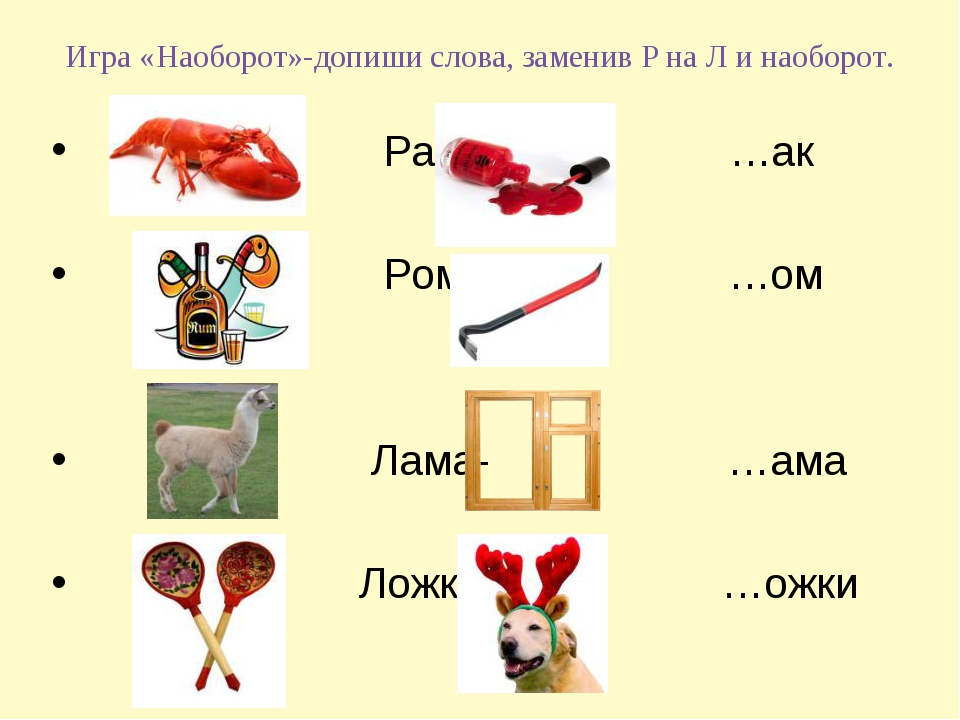 Игра «Наоборот»-допиши слова, заменив Р на Л и наоборот.
• Ра …ак
• Ром …ом
Rum
• Лама- …ама
• Ложк …ожки